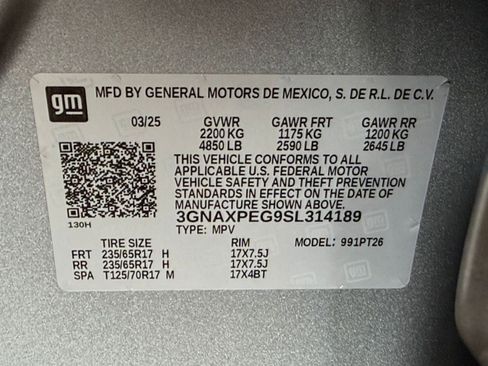 gm MFD BY GENERAL MOTORS DE MEXICO, S. DE R.L. DE C.V.
03/25 GVWR GAWR FRT GAWR RR
2200 KG 1175 KG 1200 KG
4850 LB 2590 LB 2645 LB
THIS VEHICLE CONFORMS TO ALL
APPLICABLE U.S. FEDERAL MOTOR
VEHICLE SAFETY AND THEFT PREVENTION
STANDARDS IN EFFECT ON THE DATE
OF MANUFACTURE SHOWN ABOVE.
3GNAXPEG9SL314189
130H TYPE: MPV
TIRE SIZE RIM MODEL: 991PT26
FRT 235/65R17 H 17X7.5J
RR 235/65R17 H 17X7.5J
SPA T125/70R17 M 17X4BT